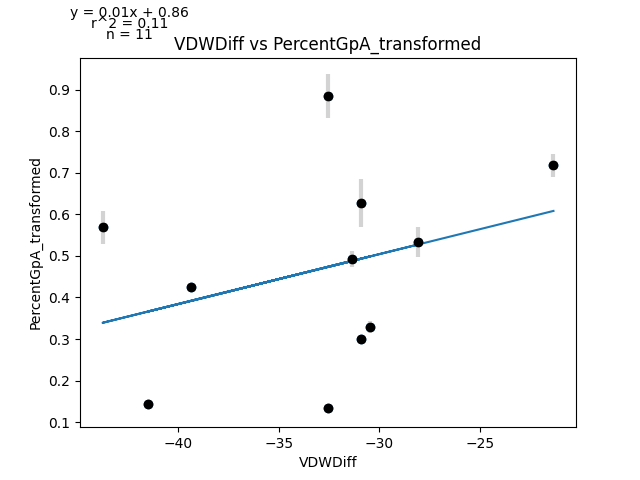 y = 0.01x + 0.86
r^2 = 0.11
n = 11
VDWDiff vs PercentGpA_transformed
PercentGpA_transformed
0.9
0.8
0.7
0.6
0.5
0.4
0.3
0.2
0.1
−40
−35
−30
−25
VDWDiff